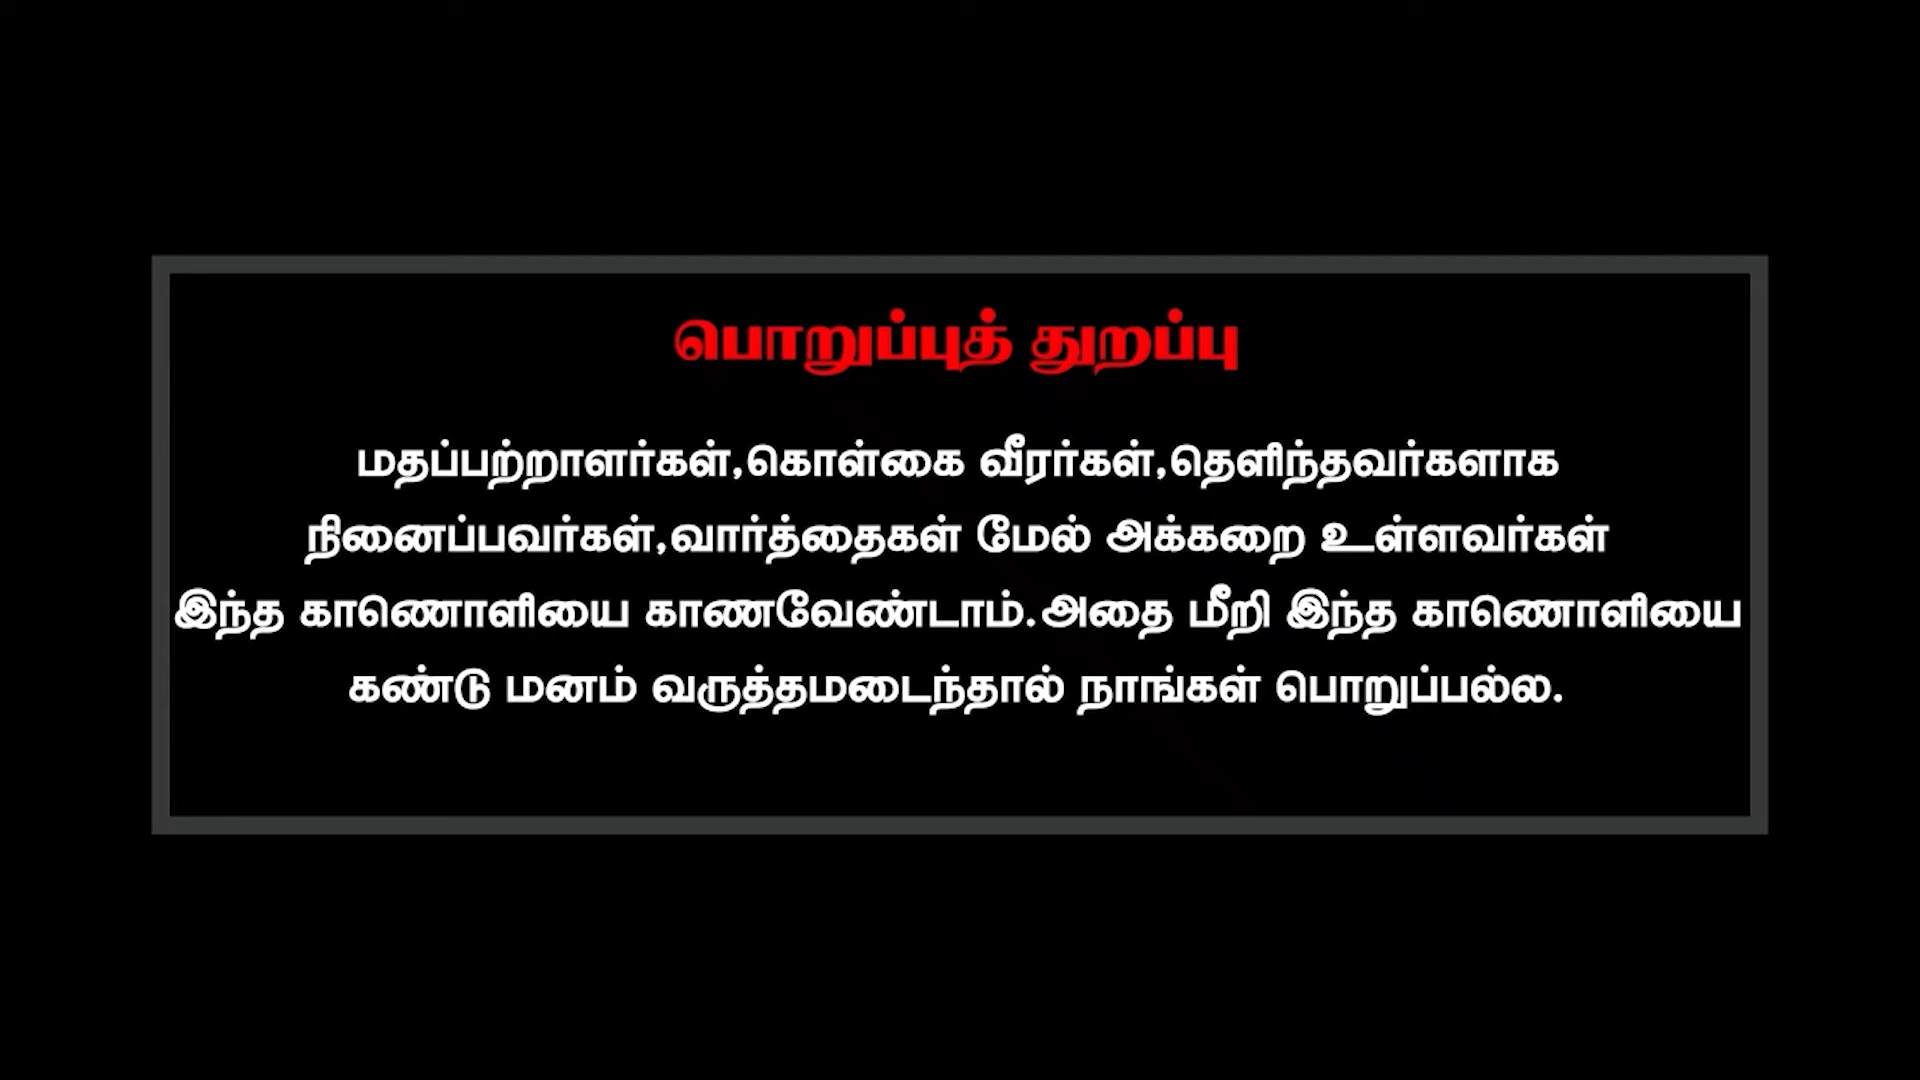 பொறுப்புத் துறப்பு
மதப்பற்றாளர்கள்,கொள்கை வீரர்கள்,தெளிந்தவர்களாக
நினைப்பவர்கள்,வார்த்தைகள் மேல் அக்கறை உள்ளவர்கள்
இந்த காணொளியை காணவேண்டாம்.அதை மீறி இந்த காணொளியை
கண்டு மனம் வருத்தமடைந்தால் நாங்கள் பொறுப்பல்ல.